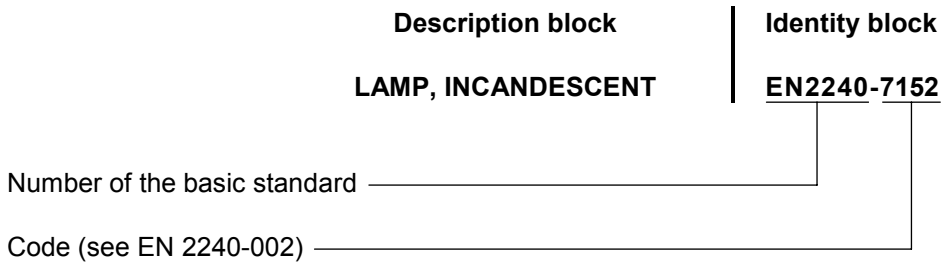 Description block Identity block
LAMP, INCANDESCENT EN2240-7152
Number of the basic standard
Code (see EN 2240-002)